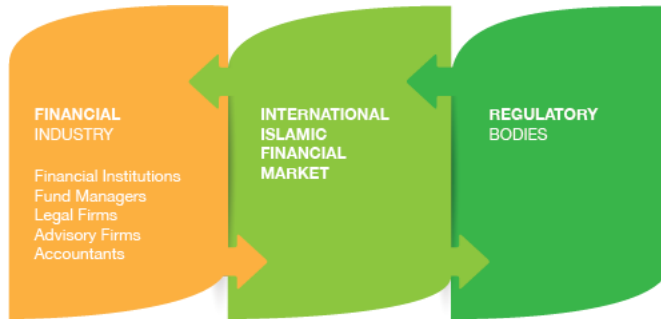 FINANCIAL
INDUSTRY
Financial Institutions
Fund Managers
Legal Firms
Advisory Firms
Accountants
INTERNATIONAL
ISLAMIC
FINANCIAL
MARKET
REGULATORY
BODIES